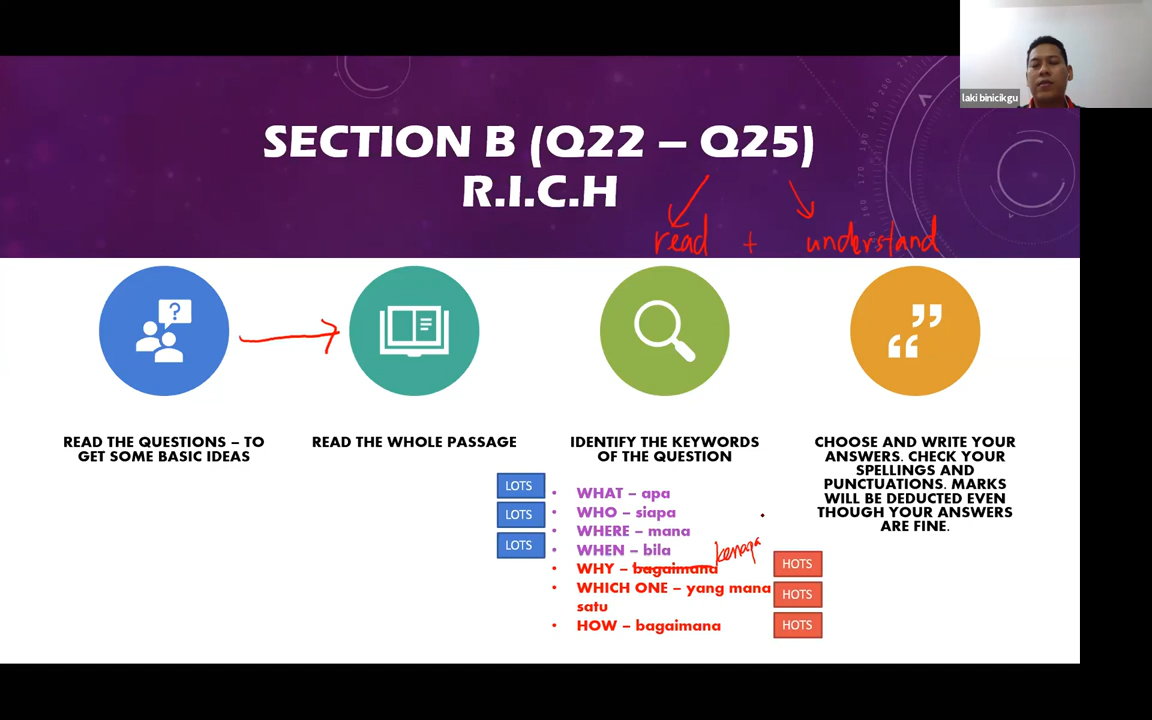 laki binicikgu
SECTION B (Q22 – Q25)
R.I.C.H
read + understand
READ THE QUESTIONS – TO
GET SOME BASIC IDEAS
READ THE WHOLE PASSAGE
IDENTIFY THE KEYWORDS
OF THE QUESTION
LOTS
LOTS
LOTS
• WHAT – apa
• WHO – siapa
• WHERE – mana
• WHEN – bila
• WHY – bagaimana
kenapa
• WHICH ONE – yang mana
satu
• HOW – bagaimana
HOTS
HOTS
HOTS
CHOOSE AND WRITE YOUR
ANSWERS. CHECK YOUR
SPELLINGS AND
PUNCTUATIONS. MARKS
WILL BE DEDUCTED EVEN
THOUGH YOUR ANSWERS
ARE FINE.